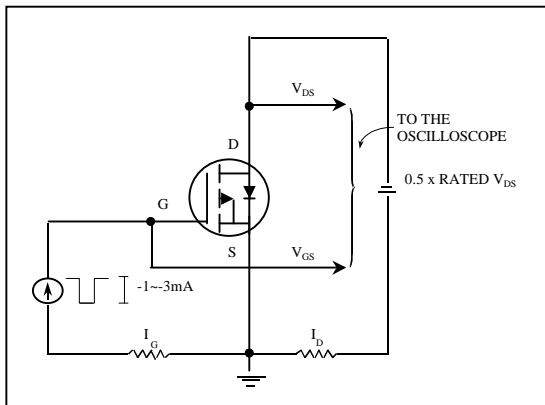 V_DS
TO THE
OSCILLOSCOPE
D
0.5 x RATED V_DS
G
S
V_GS
-1~-3mA
I_G
I_D